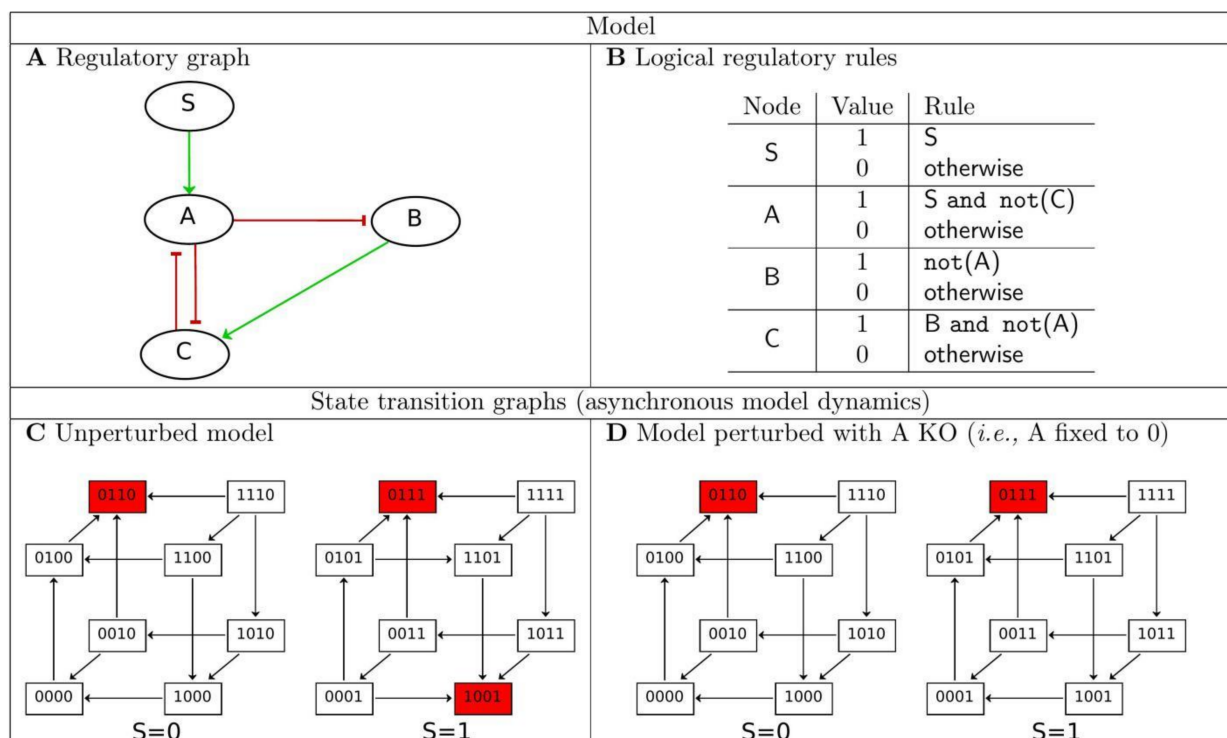 Model
A Regulatory graph
S
A
B
C
B Logical regulatory rules
Node Value Rule
S 1 S
0 otherwise
A 1 S and not(C)
0 otherwise
B 1 not(A)
0 otherwise
C 1 B and not(A)
0 otherwise
State transition graphs (asynchronous model dynamics)
C Unperturbed model
0110 1110
0100 1100
0010 1010
0000 1000
S=0
0111 1111
0101 1101
0011 1011
0001 1001
S=1
D Model perturbed with A KO (i.e., A fixed to 0)
0110 1110
0100 1100
0010 1010
0000 1000
S=0
0111 1111
0101 1101
0011 1011
0001 1001
S=1